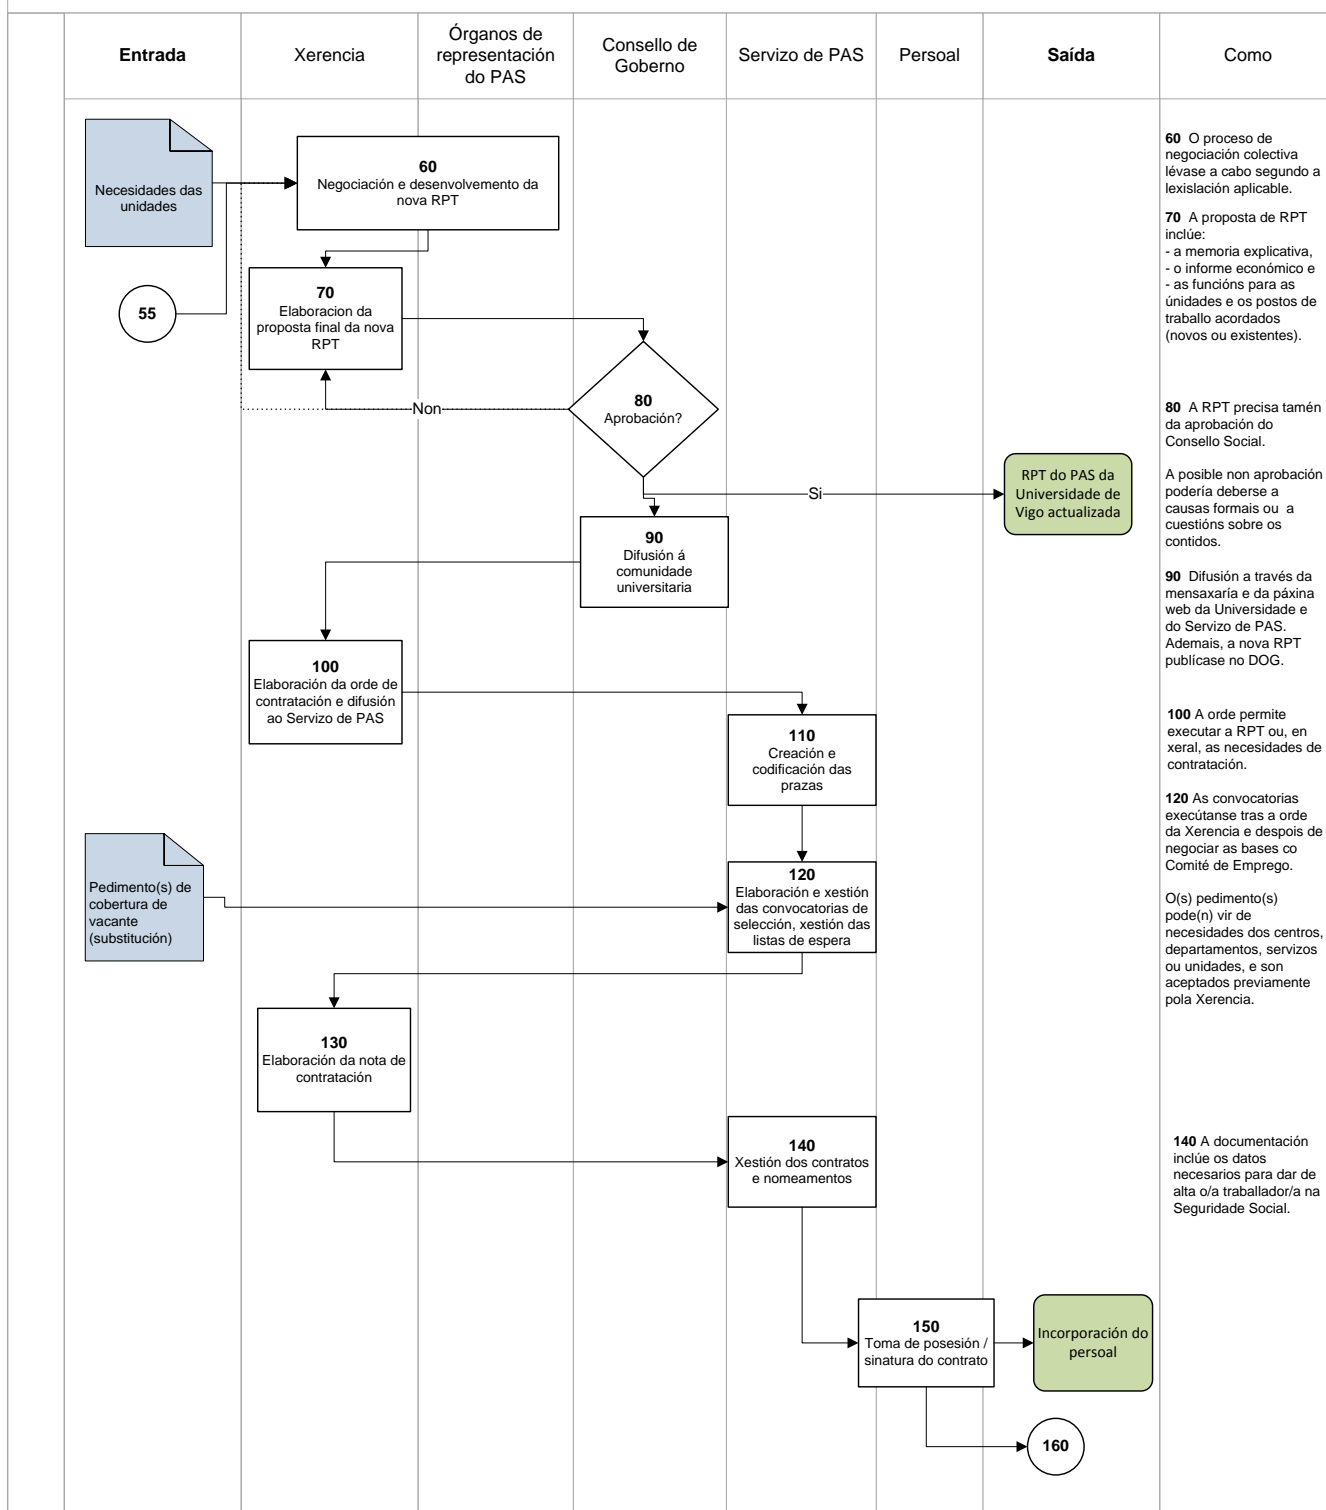 Entrada
Xerencia
Órganos de
representación
do PAS
Consello de
Goberno
Servizo de PAS
Persoal
Saída
Como
Necesidades das
unidades
55
60
Negociación e desenvolvemento da
nova RPT
70
Elaboracion da
proposta final da nova
RPT
80
Aprobación?
Non
Si
RPT do PAS da
Universidade de
Vigo actualizada
90
Difusión á
comunidade
universitaria
100
Elaboración da orde de
contratación e difusión
ao Servizo de PAS
110
Creación e
codificación das
prazas
Pedimento(s) de
cobertura de
vacante
(substitución)
120
Elaboración e xestión
das convocatorias de
selección, xestión das
listas de espera
130
Elaboración da nota de
contratación
140
Xestión dos contratos
e nomeamentos
150
Toma de posesión /
sinatura do contrato
Incorporación do
persoal
160
60 O proceso de
negociación colectiva
lévase a cabo segundo a
lexislación aplicable.
70 A proposta de RPT
inclúe:
- a memoria explicativa,
- o informe económico e
- as funcións para as
únidades e os postos de
traballo acordados
(novos ou existentes).
80 A RPT precisa tamén
da aprobación do
Consello Social.
A posible non aprobación
podería deberse a
causas formais ou a
cuestións sobre os
contidos.
90 Difusión a través da
mensaxaría e da páxina
web da Universidade e
do Servizo de PAS.
Ademais, a nova RPT
publícase no DOG.
100 A orde permite
executar a RPT ou, en
xeral, as necesidades de
contratación.
120 As convocatorias
execútanse tras a orde
da Xerencia e despois de
negociar as bases co
Comité de Emprego.
O(s) pedimento(s)
pode(n) vir de
necesidades dos centros,
departamentos, servizos
ou unidades, e son
aceptados previamente
pola Xerencia.
140 A documentación
inclúe os datos
necesarios para dar de
alta o/a traballador/a na
Seguridade Social.